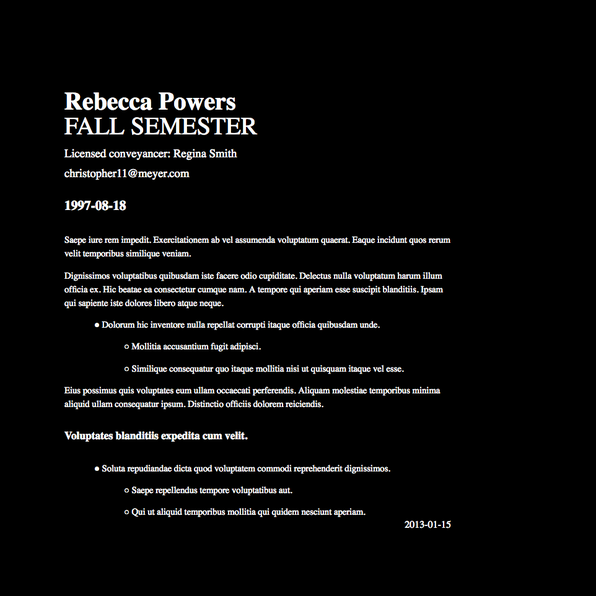 Rebecca Powers
FALL SEMESTER
Licensed conveyancer: Regina Smith
christopher11@meyer.com
1997-08-18
Saepe iure rem impedit. Exercitationem ab vel assumenda voluptatum quaerat. Eaque incidunt quos rerum
velit temporibus similique veniam.
Dignissimos voluptatibus quibusdam iste facere odio cupiditate. Delectus nulla voluptatum harum illum
officia ex. Hic beatae ea consectetur cumque nam. A tempore qui aperiam esse suscipit blanditiis. Ipsam
qui sapiente iste dolores libero atque neque.
● Dolorum hic inventore nulla repellat corrupti itaque officia quibusdam unde.
○ Mollitia accusantium fugit adipisci.
○ Similique consequatur quo itaque mollitia nisi ut quisquam itaque vel esse.
Eius possimus quis voluptates eum ullam occaecati perferendis. Aliquam molestiae temporibus minima
aliquid ullam consequatur ipsum. Distinctio officiis dolorem reiciendis.
Voluptates blanditiis expedita cum velit.
● Soluta repudiandae dicta quod voluptatem commodi reprehenderit dignissimos.
○ Saepe repellendus tempore voluptatibus aut.
○ Qui ut aliquid temporibus mollitia qui quidem nesciunt aperiam.
2013-01-15